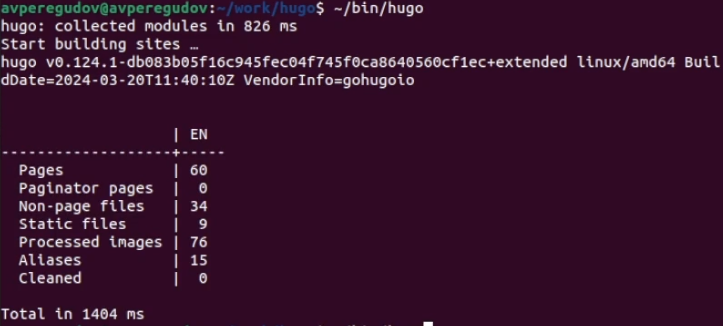 avperegudov@avperegudov:~/work/hugo$ ~/bin/hugo
hugo: collected modules in 826 ms
Start building sites …
hugo v0.124.1-db083b05f16c945fec04f745f0ca8640560cf1ec+extended linux/amd64 Buil
dDate=2024-03-20T11:40:10Z VendorInfo=gohugoio
| EN
-------------------+-----
Pages | 60
Paginator pages | 0
Non-page files | 34
Static files | 9
Processed images | 76
Aliases | 15
Cleaned | 0
Total in 1404 ms